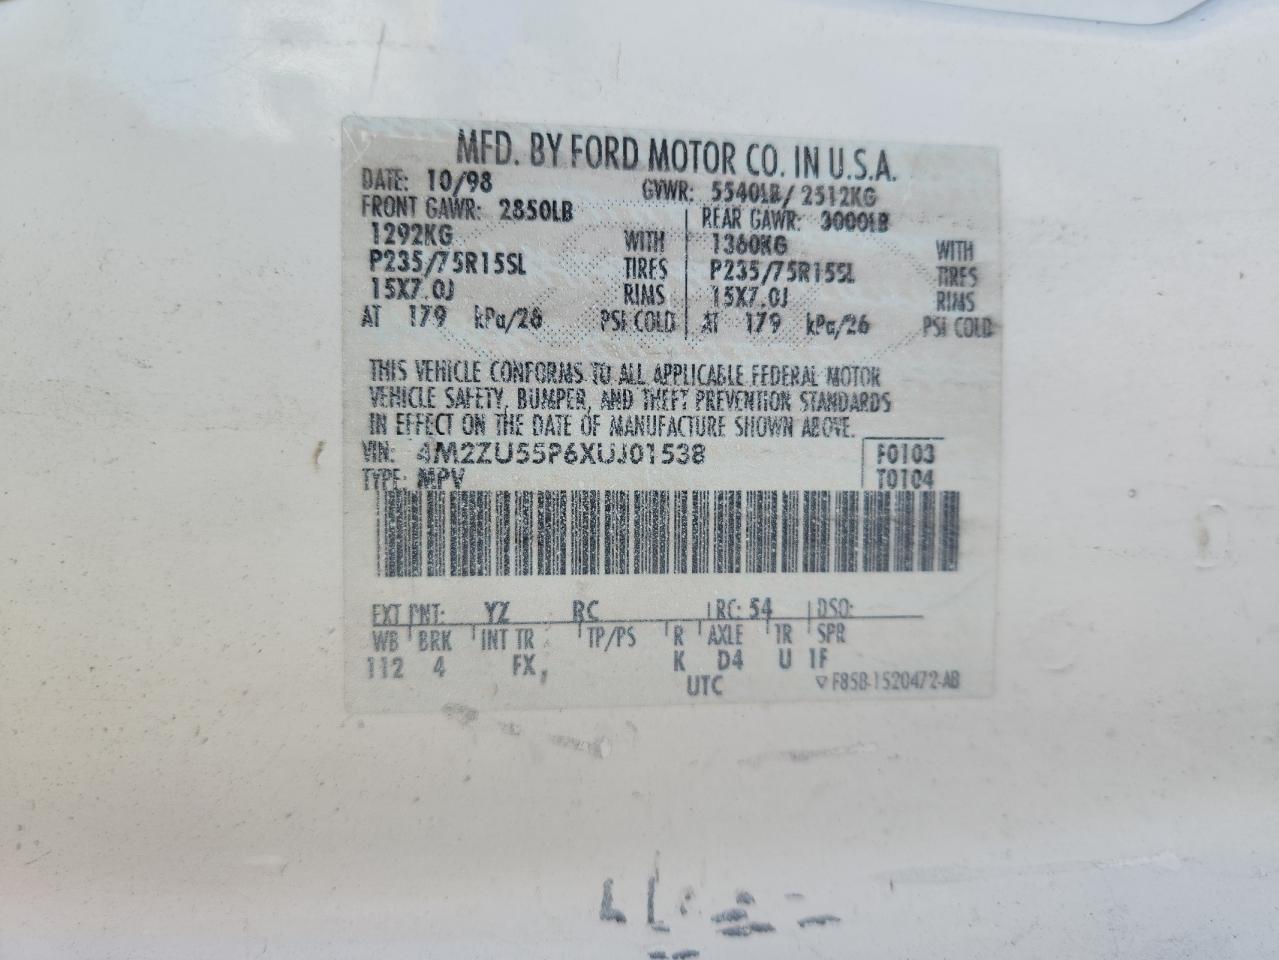 MFD. BY FORD MOTOR CO. IN U.S.A.
DATE: 10/98 GVWR: 5540LB/ 2512KG
FRONT GAWR: 2850LB REAR GAWR: 3000LB
1292KG WITH 1360KG WITH
P235/75R15SL TIRES P235/75R15SL TIRES
15X7.0J RIMS 15X7.0J RIMS
AT 179 kPa/26 PSI COLD AT 179 kPa/26 PSI COLD
THIS VEHICLE CONFORMS TO ALL APPLICABLE FEDERAL MOTOR
VEHICLE SAFETY, BUMPER, AND THEFT PREVENTION STANDARDS
IN EFFECT ON THE DATE OF MANUFACTURE SHOWN ABOVE.
VIN: 4M2ZU55P6XUJ01538 F0103
TYPE: MPV T0104
EXT PNT: YZ RC RC: 54 DSO:
WB BRK INT TR TP/PS R AXLE TR SPR
112 4 FX, K D4 U 1F
UTC ▽F85B-1520472-AB